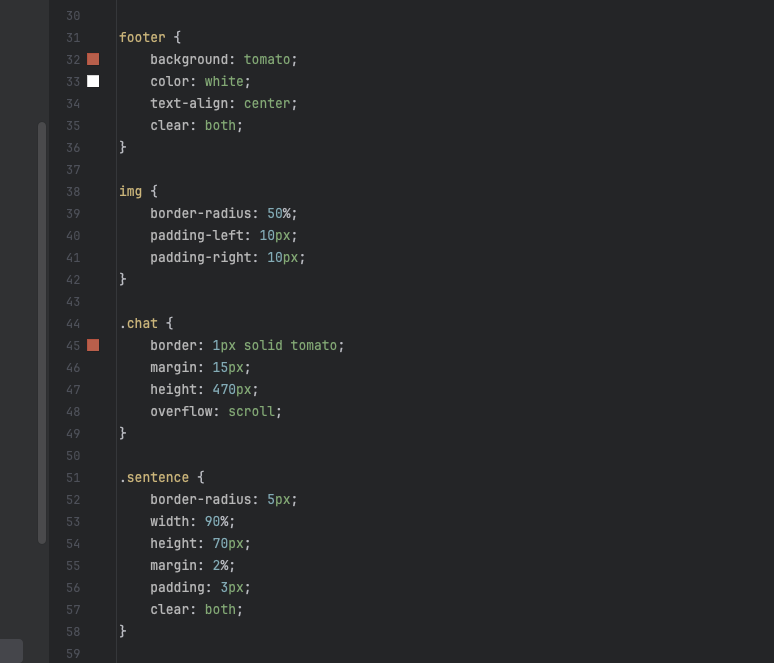 30
31 footer {
32     background: tomato;
33     color: white;
34     text-align: center;
35     clear: both;
36 }
37
38 img {
39     border-radius: 50%;
40     padding-left: 10px;
41     padding-right: 10px;
42 }
43
44 .chat {
45     border: 1px solid tomato;
46     margin: 15px;
47     height: 470px;
48     overflow: scroll;
49 }
50
51 .sentence {
52     border-radius: 5px;
53     width: 90%;
54     height: 70px;
55     margin: 2%;
56     padding: 3px;
57     clear: both;
58 }
59